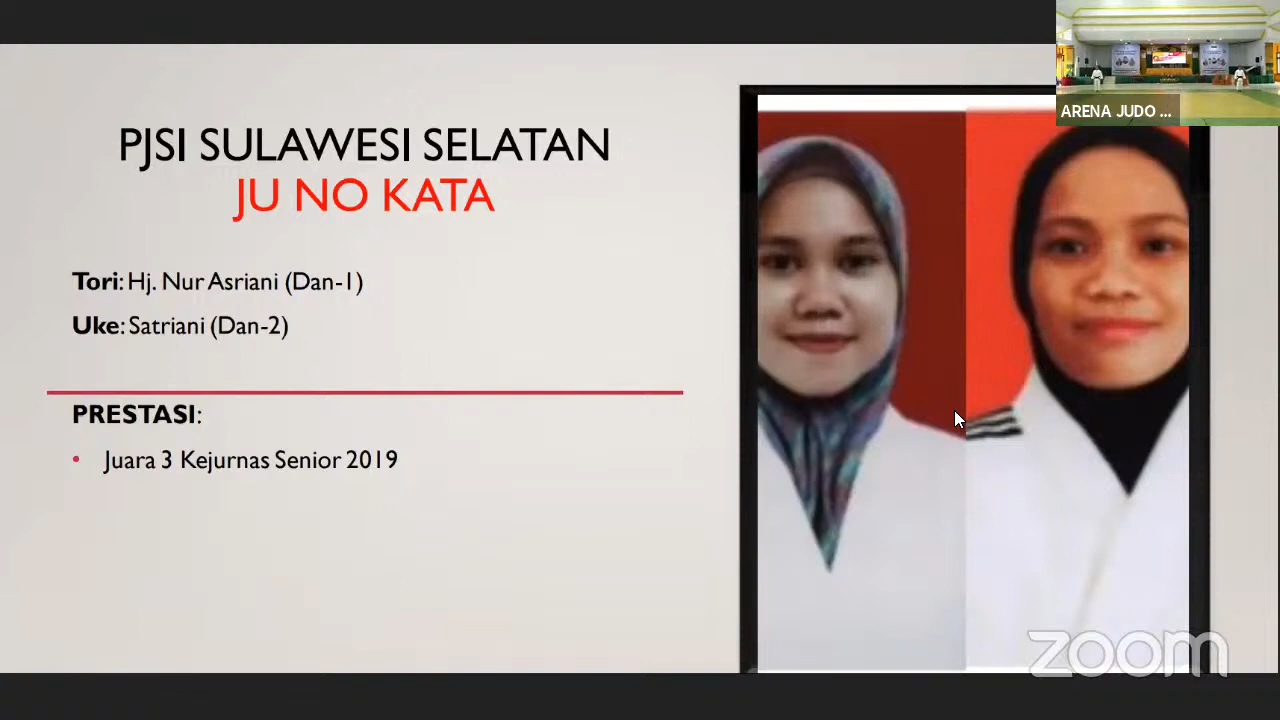 PJSI SULAWESI SELATAN
JU NO KATA
Tori: Hj. Nur Asriani (Dan-1)
Uke: Satriani (Dan-2)
PRESTASI:
• Juara 3 Kejurnas Senior 2019
ARENA JUDO ...
zoom